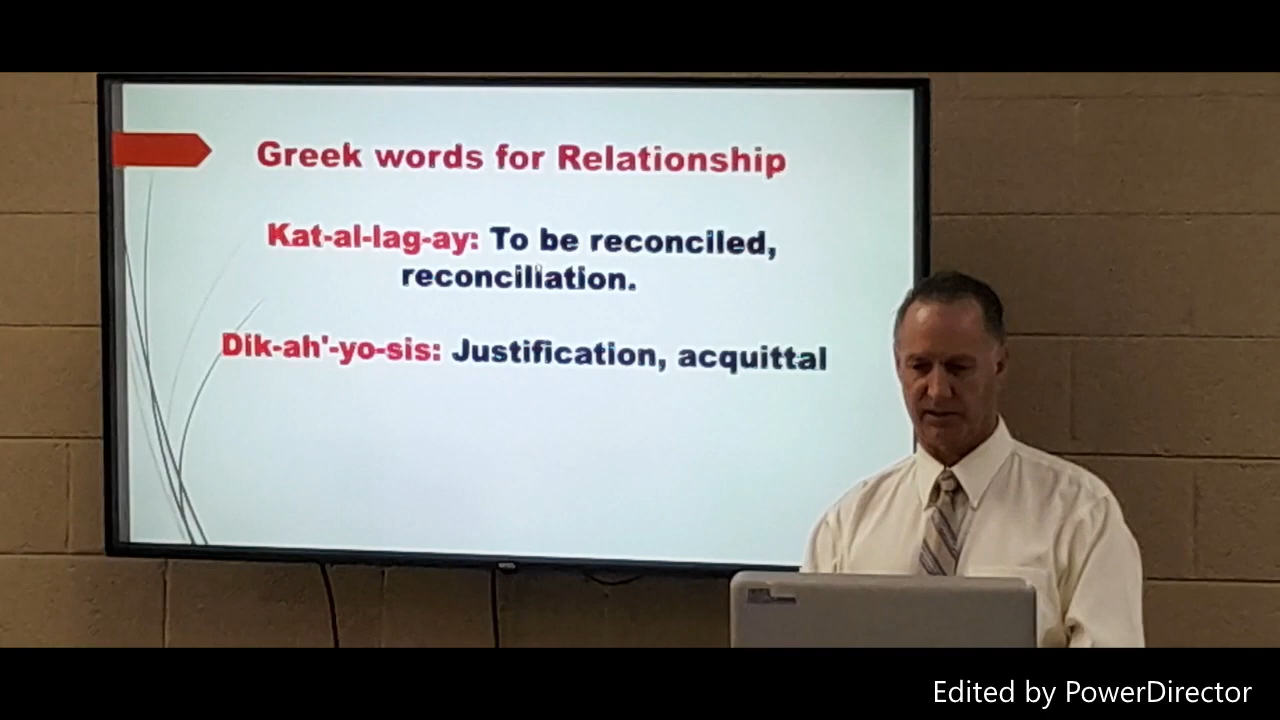 Greek words for Relationship
Kat-al-lag-ay: To be reconciled,
reconciliation.
Dik-ah'-yo-sis: Justification, acquittal
Edited by PowerDirector